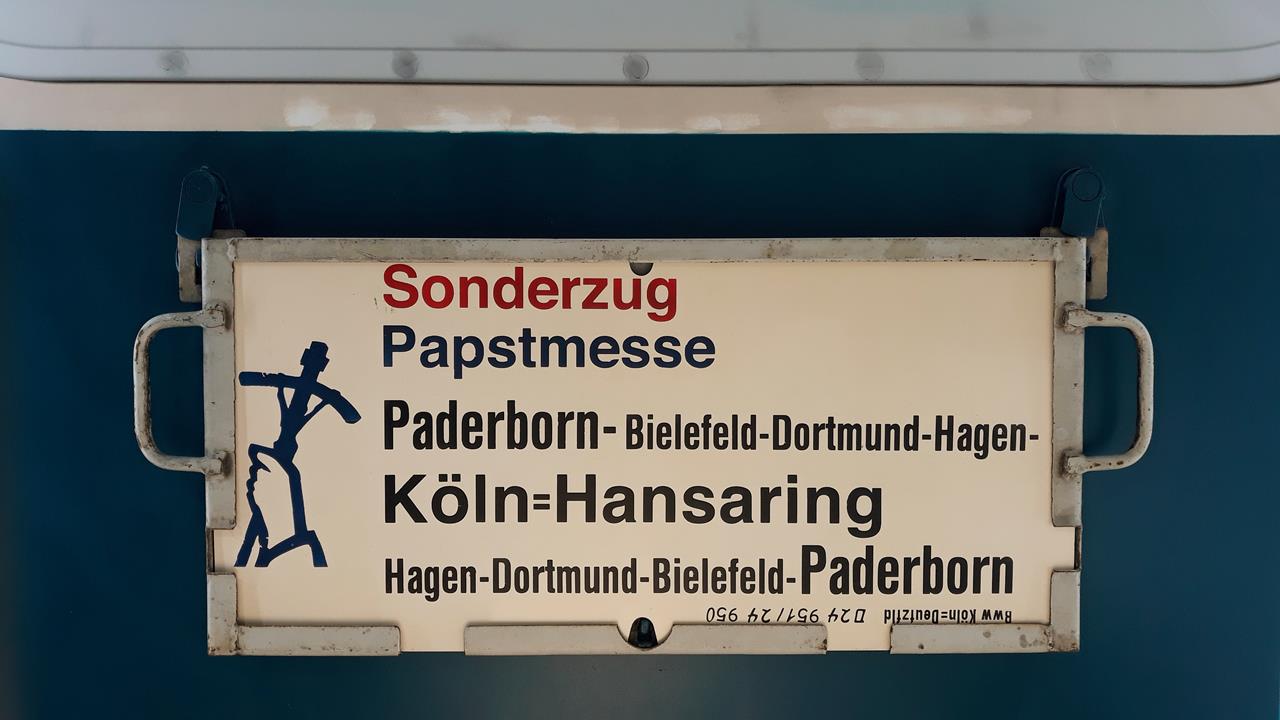 Sonderzug
Papstmesse
Paderborn- Bielefeld-Dortmund-Hagen-
Köln=Hansaring
Hagen-Dortmund-Bielefeld-Paderborn
Bww Köln=Deutzfld 24 951/24 950